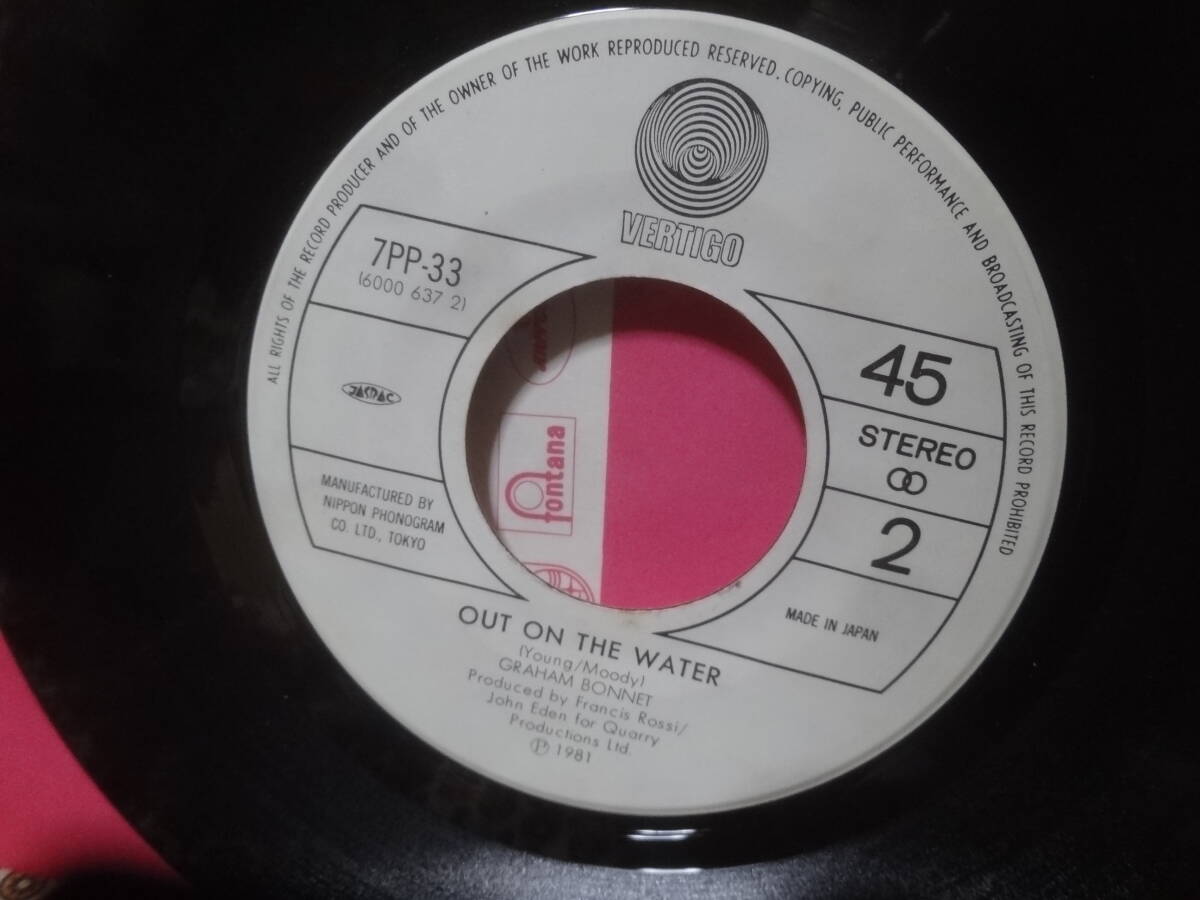 ALL RIGHTS OF THE RECORD PRODUCER AND OF THE OWNER OF THE WORK REPRODUCED RESERVED. COPYING, PUBLIC PERFORMANCE AND BROADCASTING OF THIS RECORD PROHIBITED
VERTIGO
7PP-33
(6000 637 2)
JASRAC
MANUFACTURED BY
NIPPON PHONOGRAM
CO. LTD., TOKYO
45
STEREO
2
MADE IN JAPAN
fontana
OUT ON THE WATER
(Young/Moody)
GRAHAM BONNET
Produced by Francis Rossi/
John Eden for Quarry
Productions Ltd.
Ⓟ 1981